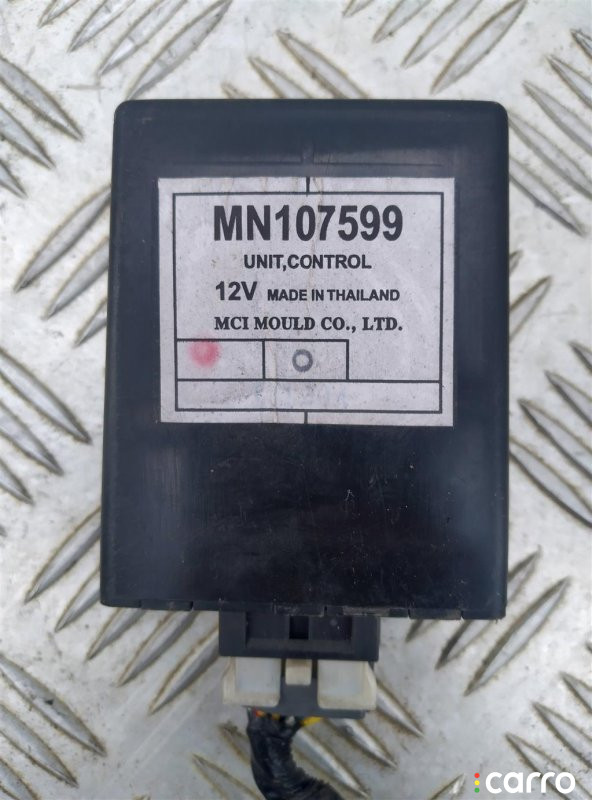 MN107599
UNIT,CONTROL
12V MADE IN THAILAND
MCI MOULD CO., LTD.
carro